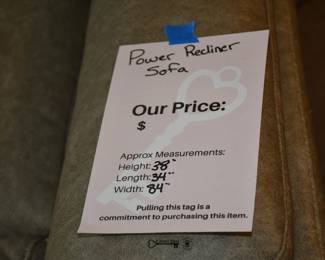 Power Recliner
Sofa
Our Price:
$
Approx Measurements:
Height: 38"
Length: 34"
Width: 84"
Pulling this tag is a
commitment to purchasing this item.